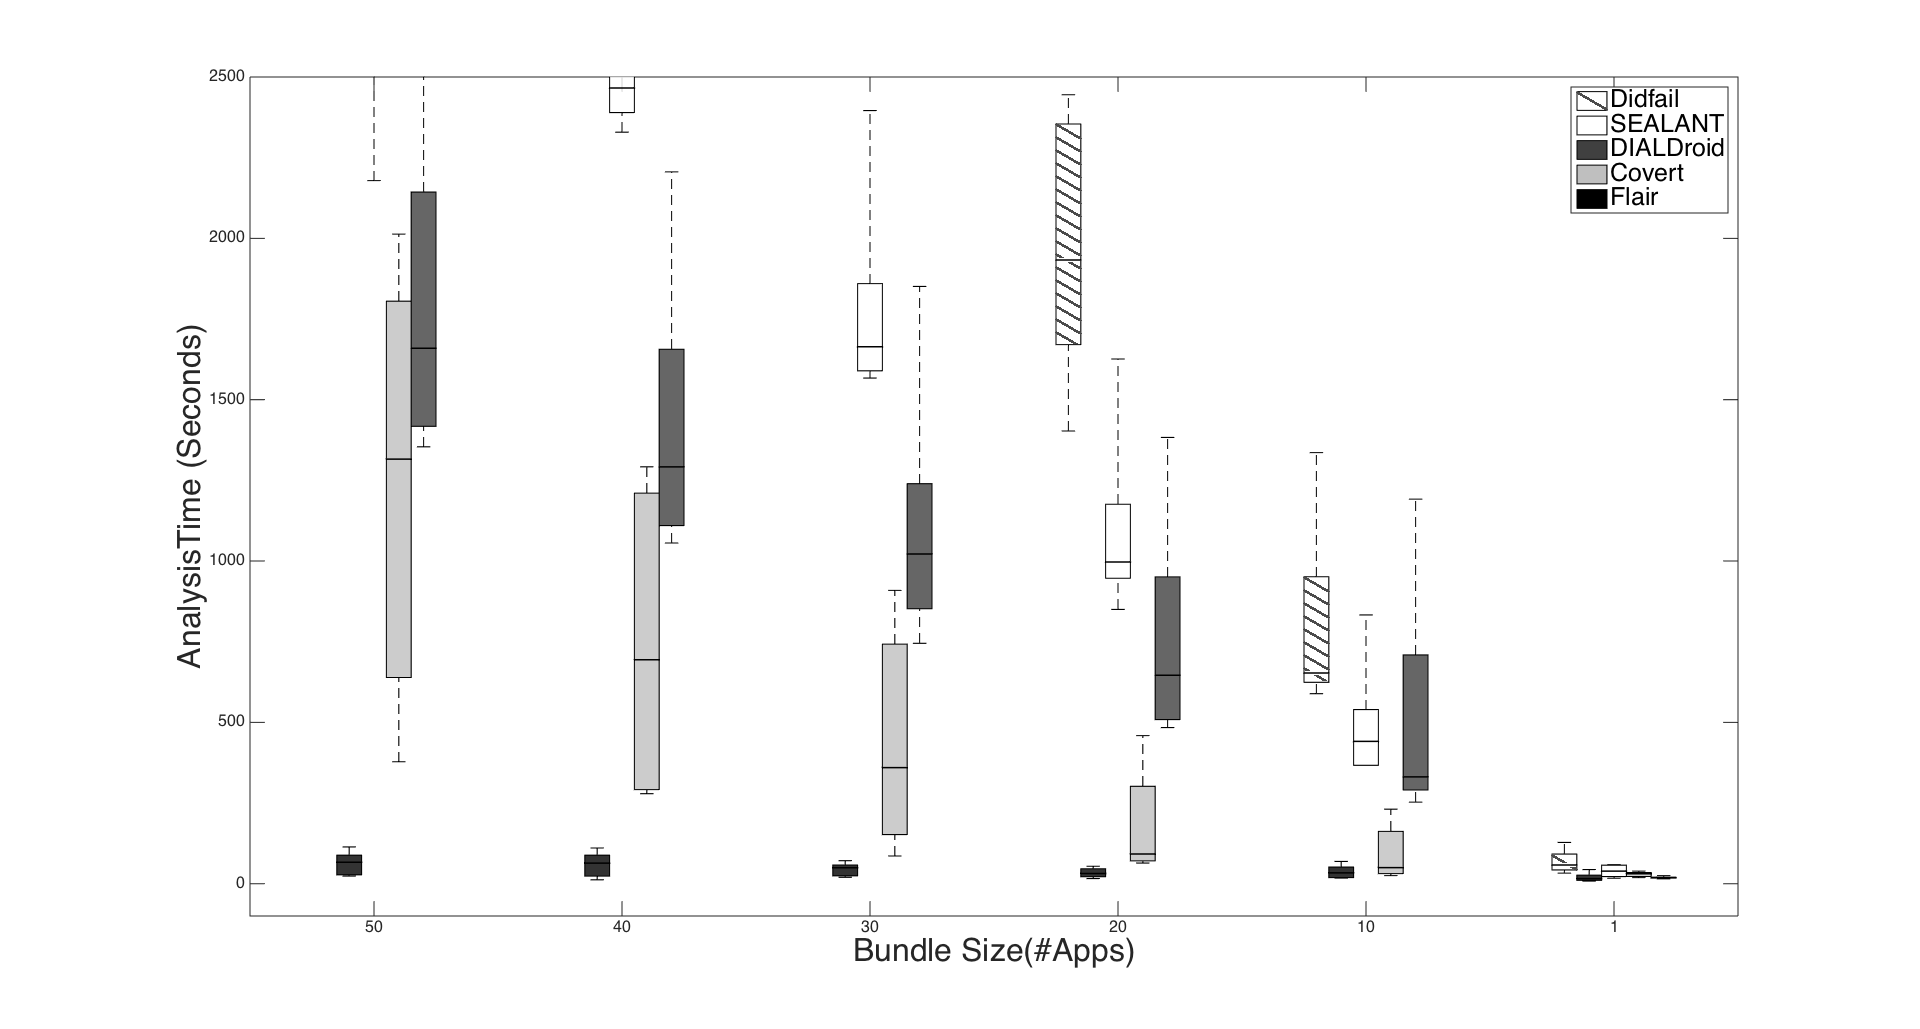 2500
2000
1500
1000
500
0
AnalysisTime (Seconds)
Didfail
SEALANT
DIALDroid
Covert
Flair
50 40 30 20 10 1
Bundle Size(#Apps)